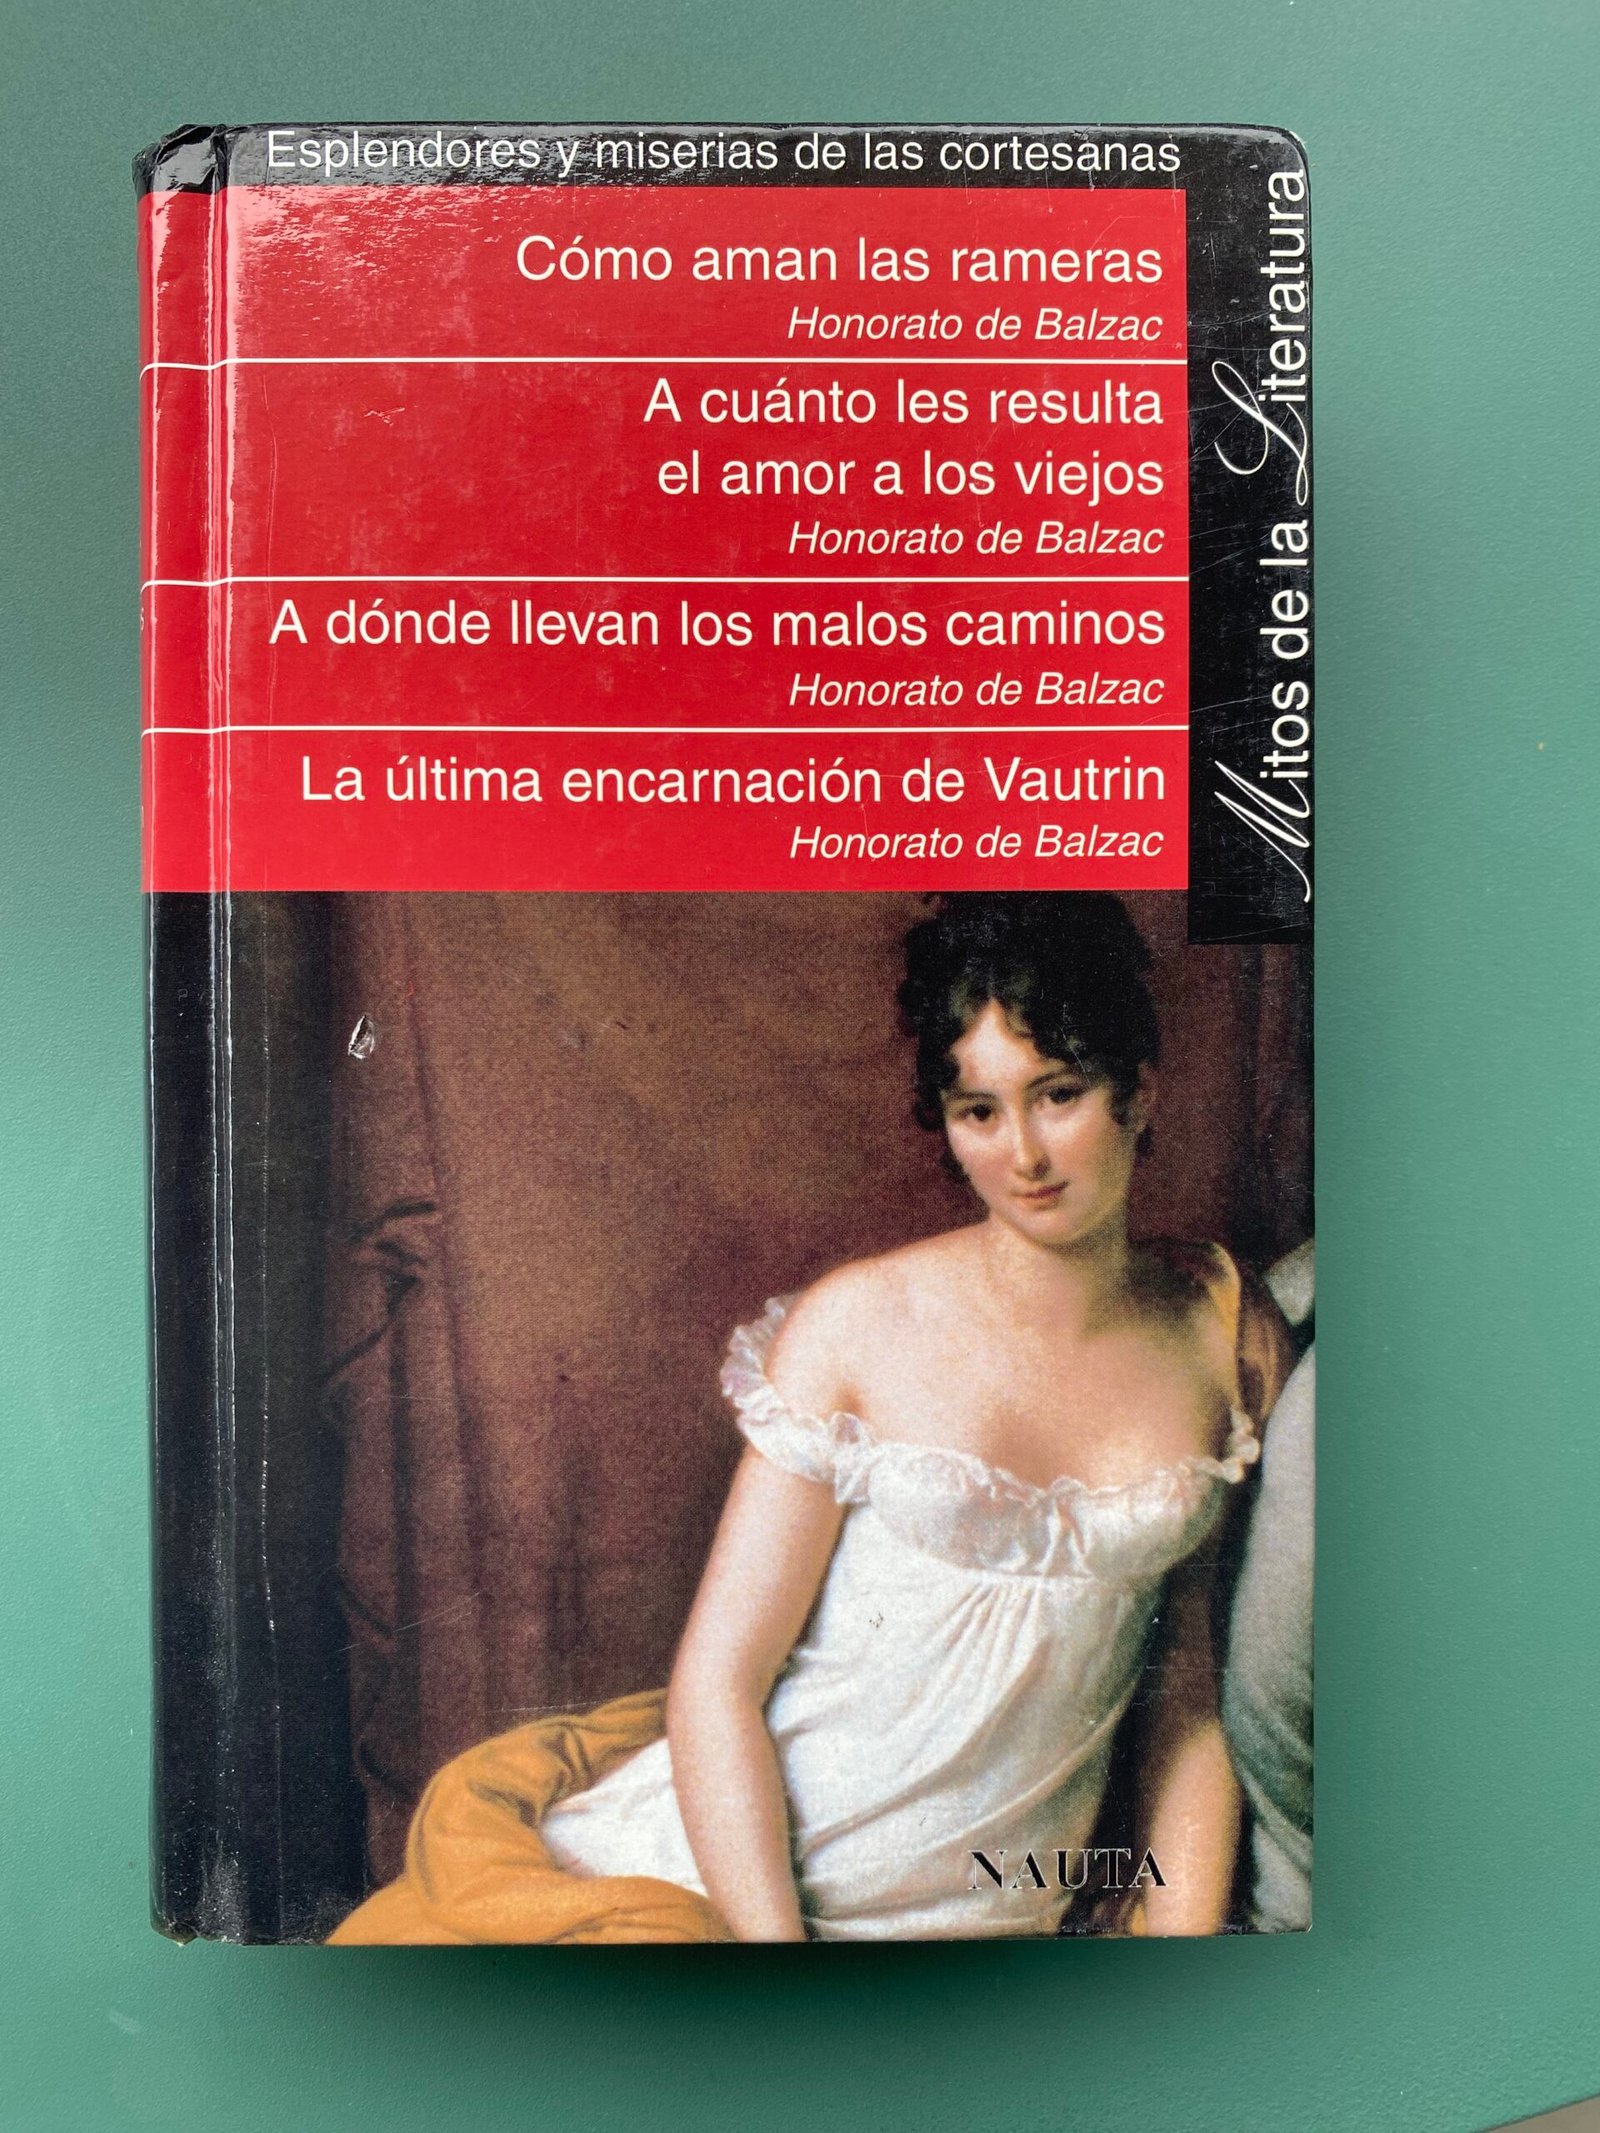 Esplendores y miserias de las cortesanas
Cómo aman las rameras
Honorato de Balzac
A cuánto les resulta
el amor a los viejos
Honorato de Balzac
A dónde llevan los malos caminos
Honorato de Balzac
La última encarnación de Vautrin
Honorato de Balzac
Mitos de la Literatura
NAUTA